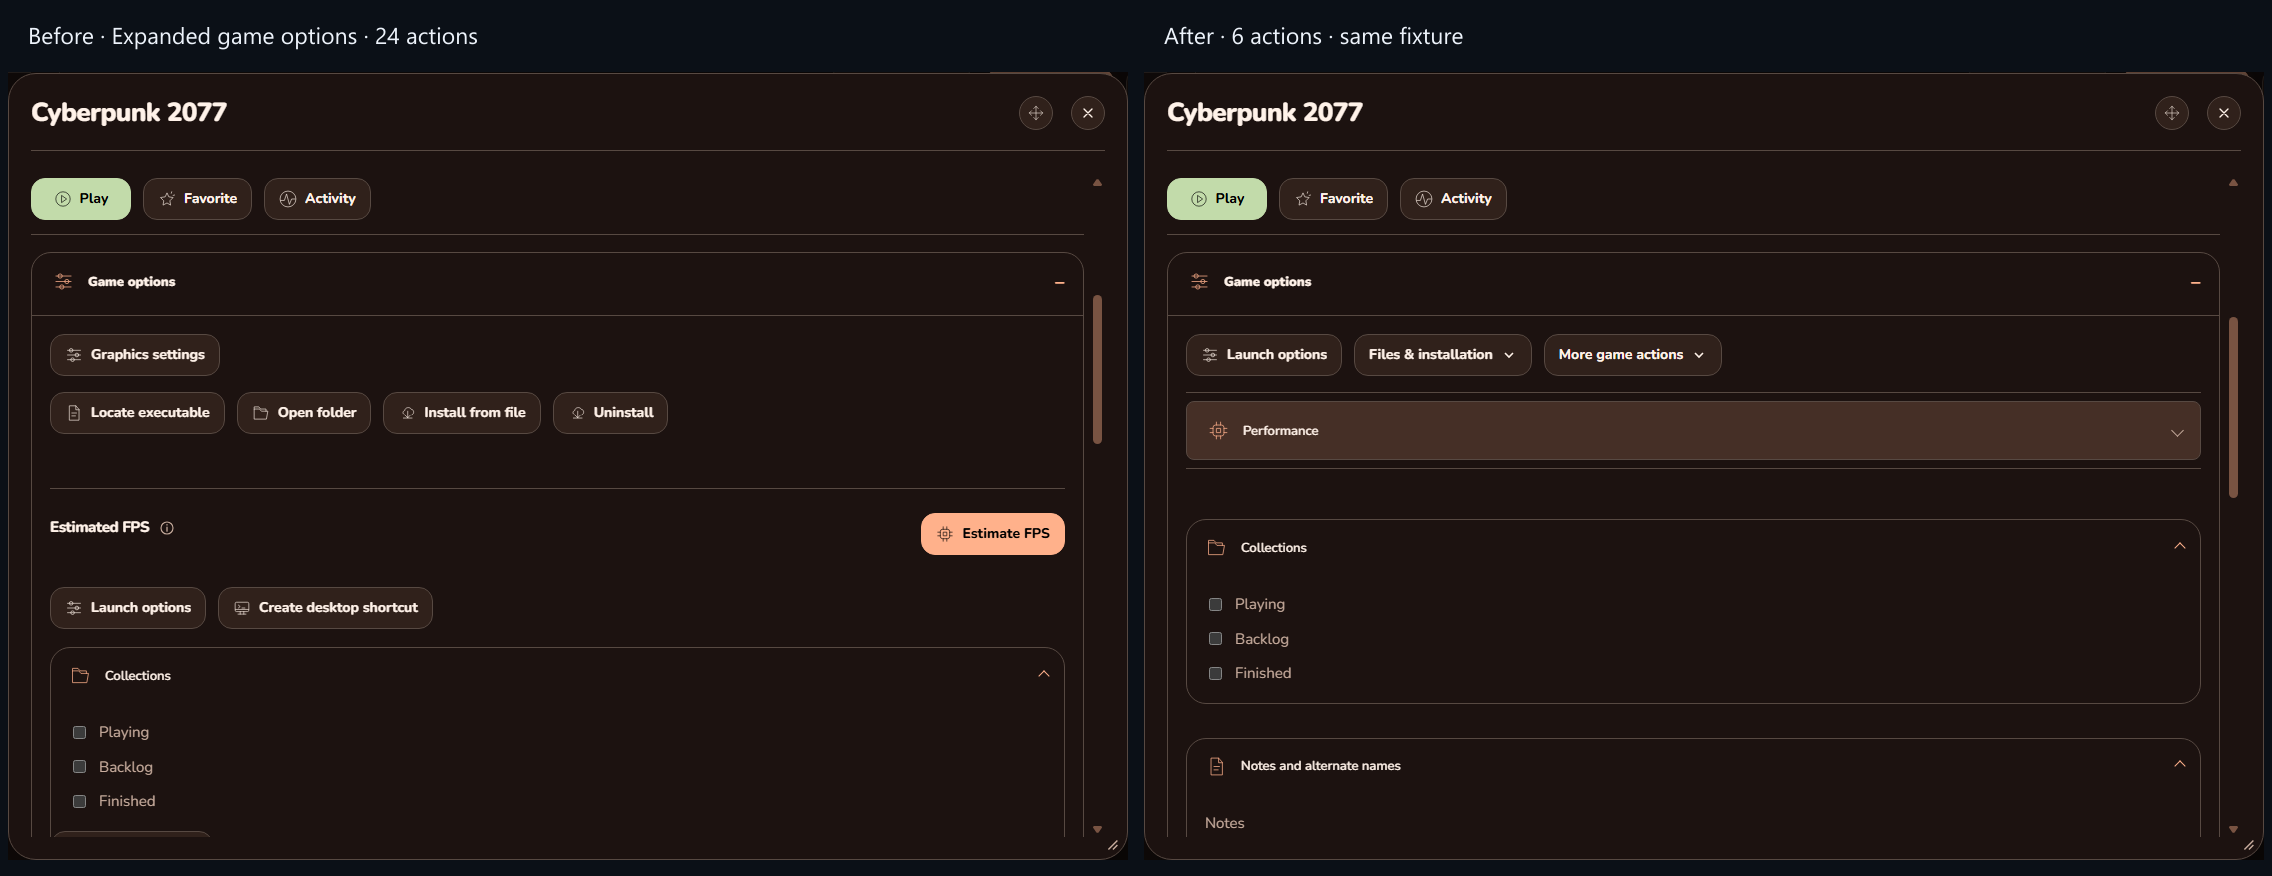 Before · Expanded game options · 24 actions
Cyberpunk 2077
Play
Favorite
Activity
Game options
Graphics settings
Locate executable
Open folder
Install from file
Uninstall
Estimated FPS
Estimate FPS
Launch options
Create desktop shortcut
Collections
Playing
Backlog
Finished
After · 6 actions · same fixture
Cyberpunk 2077
Play
Favorite
Activity
Game options
Launch options
Files & installation
More game actions
Performance
Collections
Playing
Backlog
Finished
Notes and alternate names
Notes